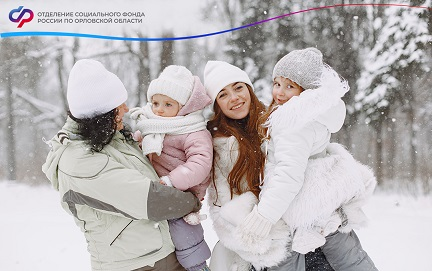 ОТДЕЛЕНИЕ СОЦИАЛЬНОГО ФОНДА
РОССИИ ПО ОРЛОВСКОЙ ОБЛАСТИ